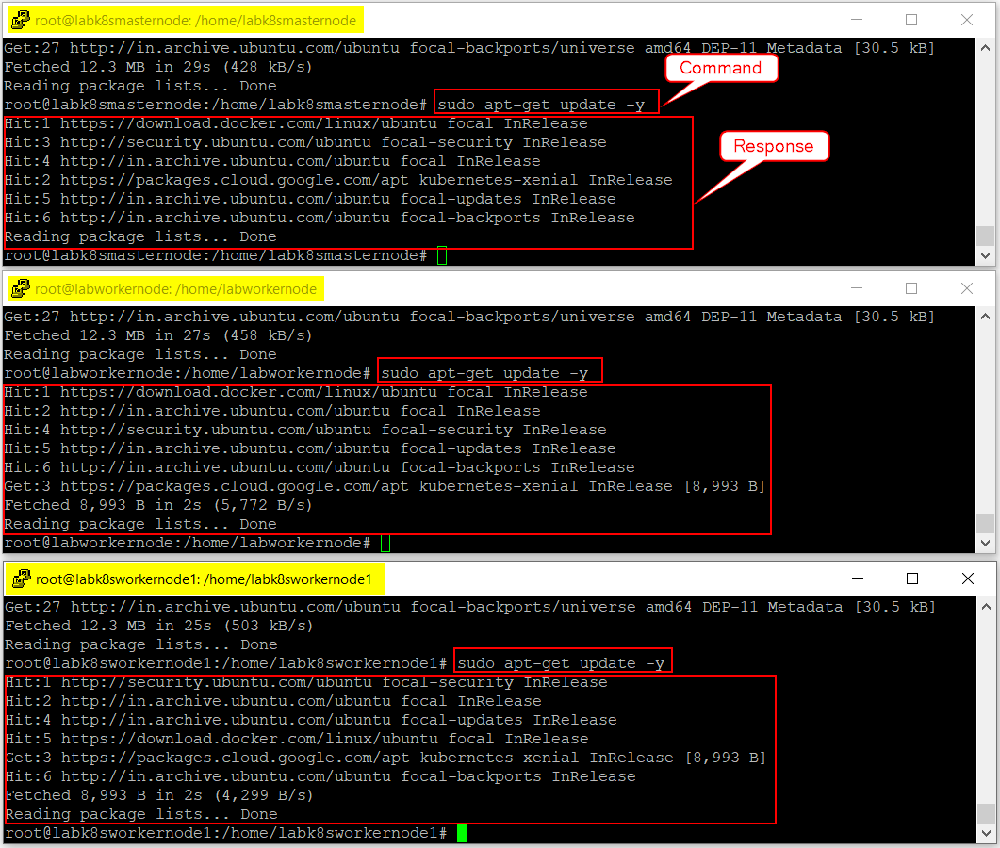 root@labk8smasternode: /home/labk8smasternode
Get:27 http://in.archive.ubuntu.com/ubuntu focal-backports/universe amd64 DEP-11 Metadata [30.5 kB]
Fetched 12.3 MB in 29s (428 kB/s)
Command
Reading package lists... Done
root@labk8smasternode:/home/labk8smasternode# sudo apt-get update -y
Hit:1 https://download.docker.com/linux/ubuntu focal InRelease
Hit:3 http://security.ubuntu.com/ubuntu focal-security InRelease
Response
Hit:4 http://in.archive.ubuntu.com/ubuntu focal InRelease
Hit:2 https://packages.cloud.google.com/apt kubernetes-xenial InRelease
Hit:5 http://in.archive.ubuntu.com/ubuntu focal-updates InRelease
Hit:6 http://in.archive.ubuntu.com/ubuntu focal-backports InRelease
Reading package lists... Done
root@labk8smasternode:/home/labk8smasternode#
root@labworkernode: /home/labworkernode
Get:27 http://in.archive.ubuntu.com/ubuntu focal-backports/universe amd64 DEP-11 Metadata [30.5 kB]
Fetched 12.3 MB in 27s (458 kB/s)
Reading package lists... Done
root@labworkernode:/home/labworkernode# sudo apt-get update -y
Hit:1 https://download.docker.com/linux/ubuntu focal InRelease
Hit:2 http://in.archive.ubuntu.com/ubuntu focal InRelease
Hit:4 http://security.ubuntu.com/ubuntu focal-security InRelease
Hit:5 http://in.archive.ubuntu.com/ubuntu focal-updates InRelease
Hit:6 http://in.archive.ubuntu.com/ubuntu focal-backports InRelease
Get:3 https://packages.cloud.google.com/apt kubernetes-xenial InRelease [8,993 B]
Fetched 8,993 B in 2s (5,772 B/s)
Reading package lists... Done
root@labworkernode:/home/labworkernode#
root@labk8sworkernode1: /home/labk8sworkernode1
Get:27 http://in.archive.ubuntu.com/ubuntu focal-backports/universe amd64 DEP-11 Metadata [30.5 kB]
Fetched 12.3 MB in 25s (503 kB/s)
Reading package lists... Done
root@labk8sworkernode1:/home/labk8sworkernode1# sudo apt-get update -y
Hit:1 http://security.ubuntu.com/ubuntu focal-security InRelease
Hit:2 http://in.archive.ubuntu.com/ubuntu focal InRelease
Hit:4 http://in.archive.ubuntu.com/ubuntu focal-updates InRelease
Hit:5 https://download.docker.com/linux/ubuntu focal InRelease
Get:3 https://packages.cloud.google.com/apt kubernetes-xenial InRelease [8,993 B]
Hit:6 http://in.archive.ubuntu.com/ubuntu focal-backports InRelease
Fetched 8,993 B in 2s (4,299 B/s)
Reading package lists... Done
root@labk8sworkernode1:/home/labk8sworkernode1#